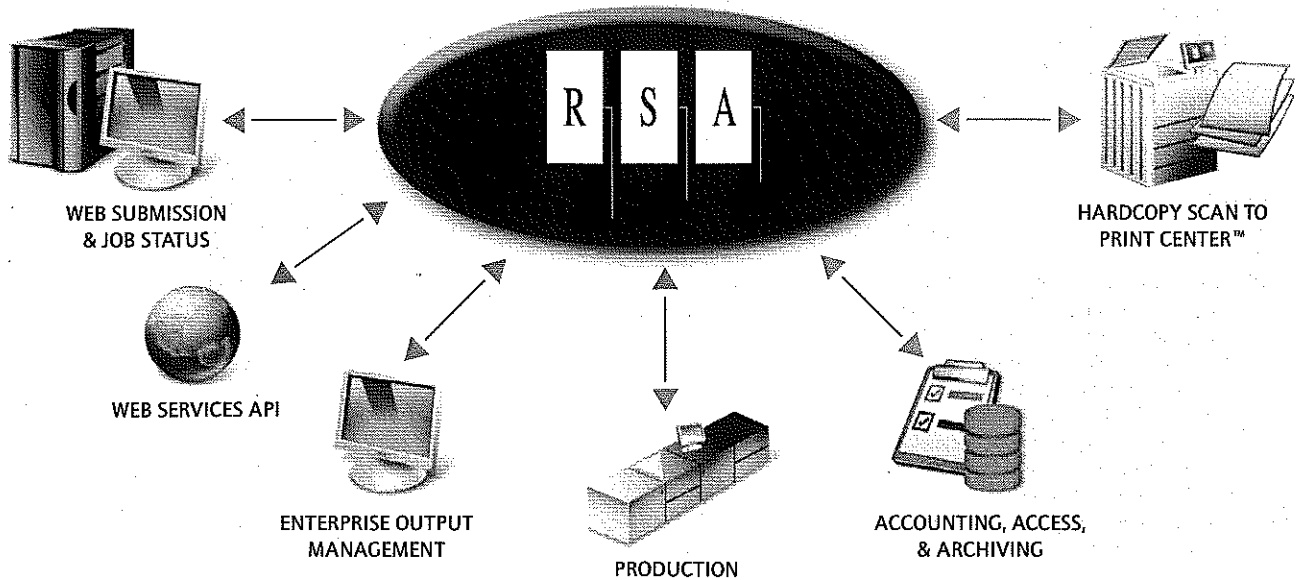 R S A
WEB SUBMISSION
& JOB STATUS
HARDCOPY SCAN TO
PRINT CENTER™
WEB SERVICES API
ENTERPRISE OUTPUT
MANAGEMENT
PRODUCTION
ACCOUNTING, ACCESS,
& ARCHIVING